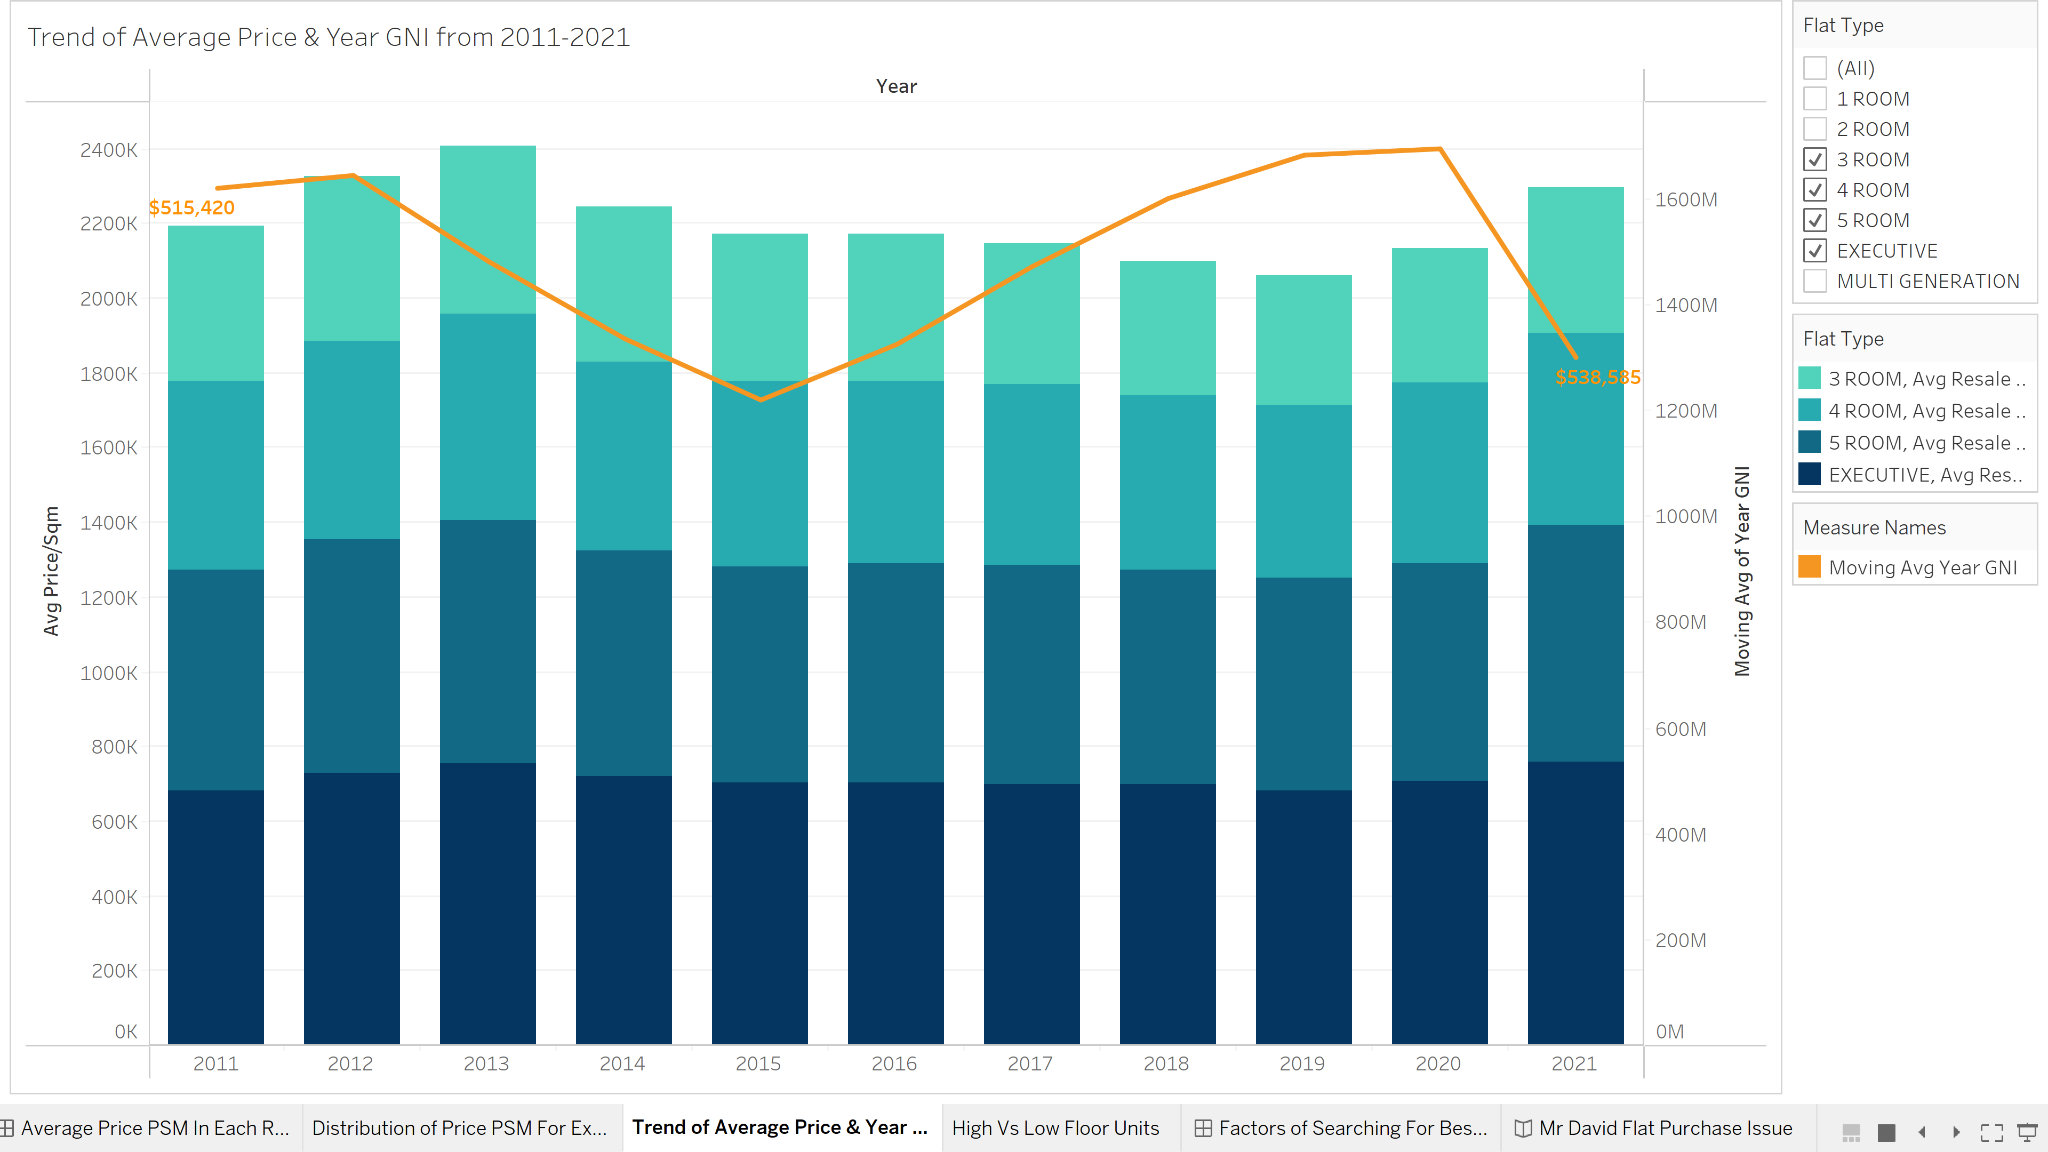 Trend of Average Price & Year GNI from 2011-2021
Year
2400K
2200K
2000K
1800K
1600K
1400K
1200K
1000K
800K
600K
400K
200K
0K
Avg Price/Sqm
$515,420
$538,585
1600M
1400M
1200M
1000M
800M
600M
400M
200M
0M
Moving Avg of Year GNI
2011
2012
2013
2014
2015
2016
2017
2018
2019
2020
2021
Flat Type
(All)
1 ROOM
2 ROOM
3 ROOM
4 ROOM
5 ROOM
EXECUTIVE
MULTI GENERATION
Flat Type
3 ROOM, Avg Resale ..
4 ROOM, Avg Resale ..
5 ROOM, Avg Resale ..
EXECUTIVE, Avg Res..
Measure Names
Moving Avg Year GNI
Average Price PSM In Each R...
Distribution of Price PSM For Ex...
Trend of Average Price & Year ...
High Vs Low Floor Units
Factors of Searching For Bes...
Mr David Flat Purchase Issue